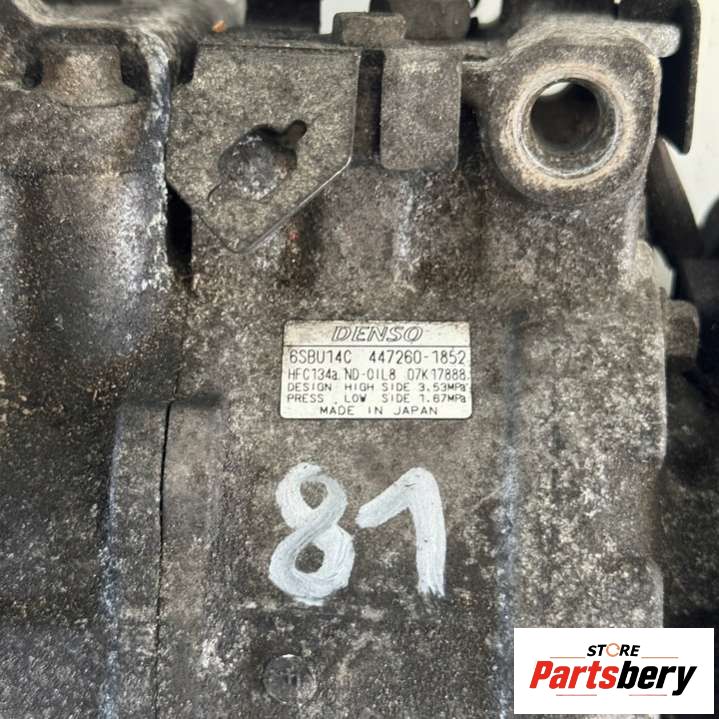 DENSO
6SBU14C 447260-1852
HFC134a ND-OIL8 07K17888
DESIGN HIGH SIDE 3.53MPa
PRESS LOW SIDE 1.67MPa
MADE IN JAPAN
81
STORE
Partsbery